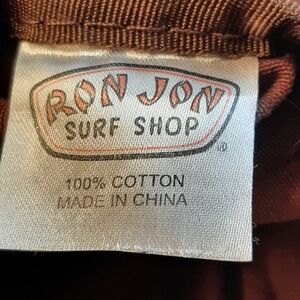 RON JON
SURF SHOP
®
100% COTTON
MADE IN CHINA